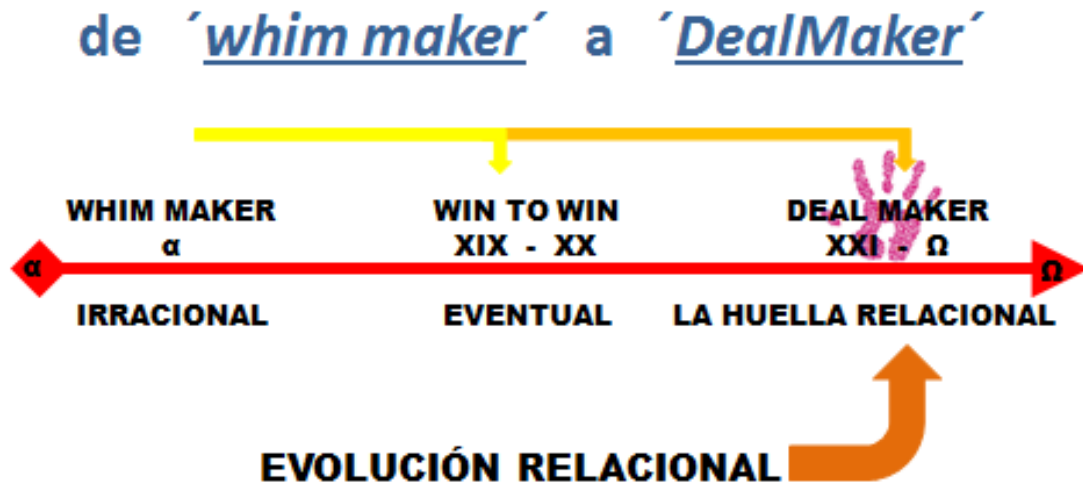 de ´whim maker´ a ´DealMaker´
WHIM MAKER WIN TO WIN DEAL MAKER
α XIX - XX XXI - Ω
α Ω
IRRACIONAL EVENTUAL LA HUELLA RELACIONAL
EVOLUCIÓN RELACIONAL